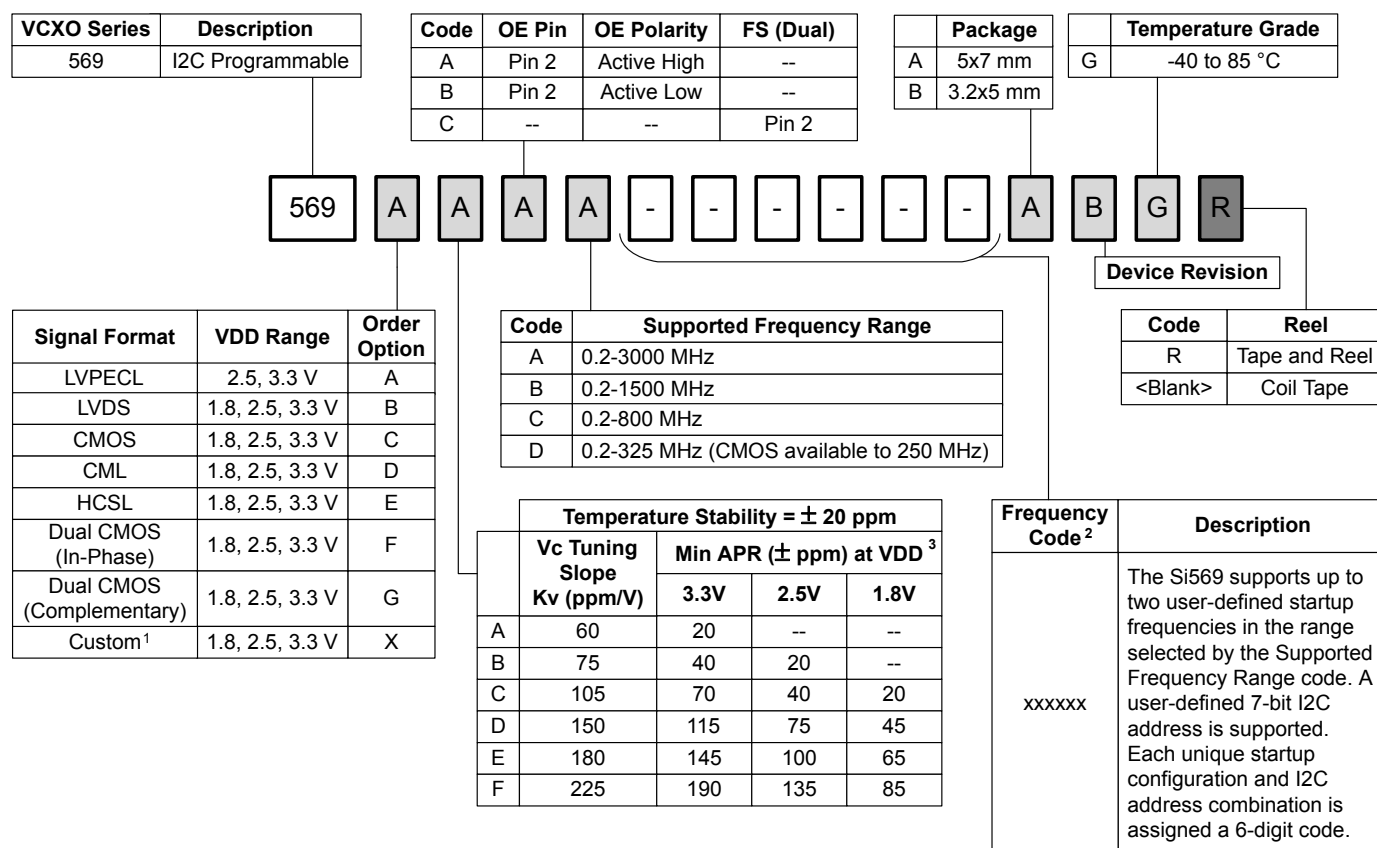 VCXO Series Description
569 I2C Programmable
Code OE Pin OE Polarity FS (Dual)
A Pin 2 Active High --
B Pin 2 Active Low --
C -- -- Pin 2
Package
A 5x7 mm
B 3.2x5 mm
Temperature Grade
G -40 to 85 °C
569 A A A A - - - - - - A B G R
Device Revision
Signal Format VDD Range Order Option
LVPECL 2.5, 3.3 V A
LVDS 1.8, 2.5, 3.3 V B
CMOS 1.8, 2.5, 3.3 V C
CML 1.8, 2.5, 3.3 V D
HCSL 1.8, 2.5, 3.3 V E
Dual CMOS
(In-Phase) 1.8, 2.5, 3.3 V F
Dual CMOS
(Complementary) 1.8, 2.5, 3.3 V G
Custom1 1.8, 2.5, 3.3 V X
Code Supported Frequency Range
A 0.2-3000 MHz
B 0.2-1500 MHz
C 0.2-800 MHz
D 0.2-325 MHz (CMOS available to 250 MHz)
Code Reel
R Tape and Reel
<Blank> Coil Tape
Temperature Stability = ± 20 ppm
Vc Tuning
Slope
Kv (ppm/V)
Min APR (± ppm) at VDD 3
3.3V 2.5V 1.8V
A 60 20 -- --
B 75 40 20 --
C 105 70 40 20
D 150 115 75 45
E 180 145 100 65
F 225 190 135 85
Frequency
Code 2 Description
xxxxxx
The Si569 supports up to
two user-defined startup
frequencies in the range
selected by the Supported
Frequency Range code. A
user-defined 7-bit I2C
address is supported.
Each unique startup
configuration and I2C
address combination is
assigned a 6-digit code.